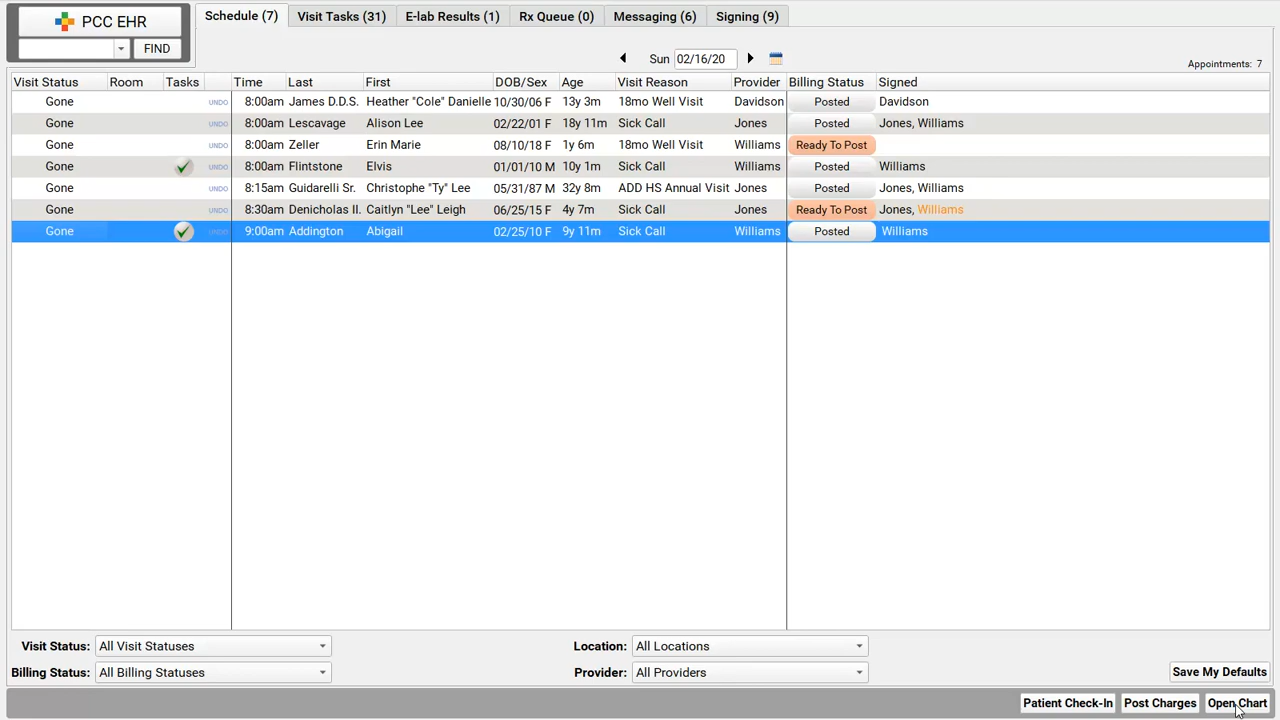 PCC EHR
FIND
Schedule (7) Visit Tasks (31) E-lab Results (1) Rx Queue (0) Messaging (6) Signing (9)
Sun 02/16/20
Appointments: 7
Visit Status Room Tasks Time Last First DOB/Sex Age Visit Reason Provider Billing Status Signed
Gone UNDO 8:00am James D.D.S. Heather "Cole" Danielle 10/30/06 F 13y 3m 18mo Well Visit Davidson Posted Davidson
Gone UNDO 8:00am Lescavage Alison Lee 02/22/01 F 18y 11m Sick Call Jones Posted Jones, Williams
Gone UNDO 8:00am Zeller Erin Marie 08/10/18 F 1y 6m 18mo Well Visit Williams Ready To Post
Gone UNDO 8:00am Flintstone Elvis 01/01/10 M 10y 1m Sick Call Williams Posted Williams
Gone UNDO 8:15am Guidarelli Sr. Christophe "Ty" Lee 05/31/87 M 32y 8m ADD HS Annual Visit Jones Posted Jones, Williams
Gone UNDO 8:30am Denicholas II. Caitlyn "Lee" Leigh 06/25/15 F 4y 7m Sick Call Jones Ready To Post Jones, Williams
Gone UNDO 9:00am Addington Abigail 02/25/10 F 9y 11m Sick Call Williams Posted Williams
Visit Status: All Visit Statuses Location: All Locations
Billing Status: All Billing Statuses Provider: All Providers Save My Defaults
Patient Check-In Post Charges Open Chart